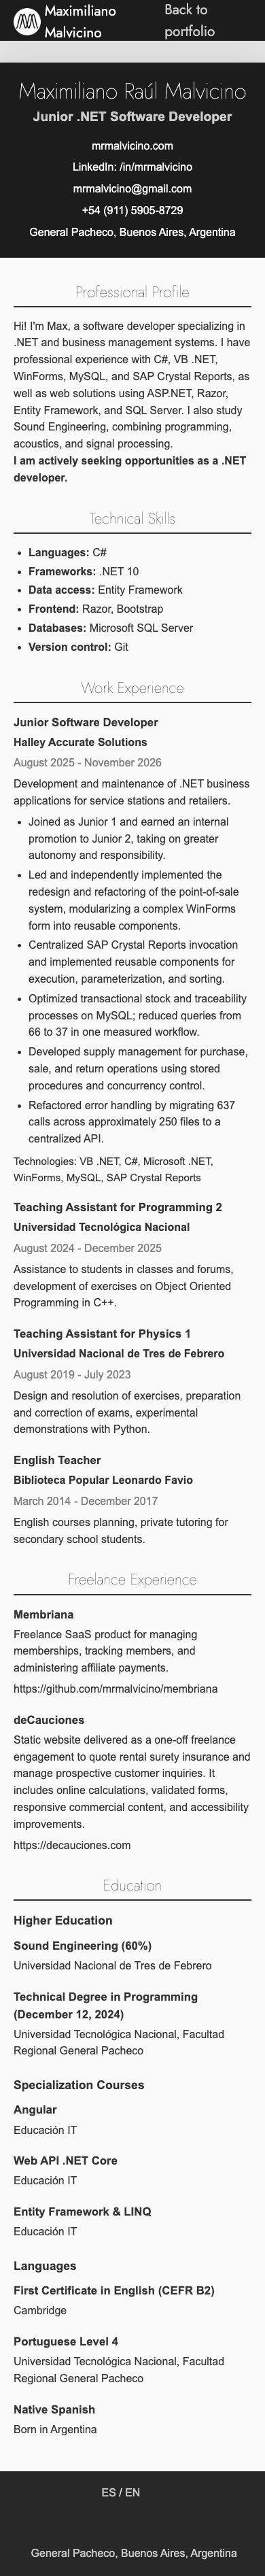 Maximiliano
Malvicino
Back to
portfolio
Maximiliano Raúl Malvicino
Junior .NET Software Developer
mrmalvicino.com
LinkedIn: /in/mrmalvicino
mrmalvicino@gmail.com
+54 (911) 5905-8729
General Pacheco, Buenos Aires, Argentina
Professional Profile
Hi! I'm Max, a software developer specializing in
.NET and business management systems. I have
professional experience with C#, VB .NET,
WinForms, MySQL, and SAP Crystal Reports, as
well as web solutions using ASP.NET, Razor,
Entity Framework, and SQL Server. I also study
Sound Engineering, combining programming,
acoustics, and signal processing.
I am actively seeking opportunities as a .NET
developer.
Technical Skills
• Languages: C#
• Frameworks: .NET 10
• Data access: Entity Framework
• Frontend: Razor, Bootstrap
• Databases: Microsoft SQL Server
• Version control: Git
Work Experience
Junior Software Developer
Halley Accurate Solutions
August 2025 - November 2026
Development and maintenance of .NET business
applications for service stations and retailers.
• Joined as Junior 1 and earned an internal
promotion to Junior 2, taking on greater
autonomy and responsibility.
• Led and independently implemented the
redesign and refactoring of the point-of-sale
system, modularizing a complex WinForms
form into reusable components.
• Centralized SAP Crystal Reports invocation
and implemented reusable components for
execution, parameterization, and sorting.
• Optimized transactional stock and traceability
processes on MySQL; reduced queries from
66 to 37 in one measured workflow.
• Developed supply management for purchase,
sale, and return operations using stored
procedures and concurrency control.
• Refactored error handling by migrating 637
calls across approximately 250 files to a
centralized API.
Technologies: VB .NET, C#, Microsoft .NET,
WinForms, MySQL, SAP Crystal Reports
Teaching Assistant for Programming 2
Universidad Tecnológica Nacional
August 2024 - December 2025
Assistance to students in classes and forums,
development of exercises on Object Oriented
Programming in C++.
Teaching Assistant for Physics 1
Universidad Nacional de Tres de Febrero
August 2019 - July 2023
Design and resolution of exercises, preparation
and correction of exams, experimental
demonstrations with Python.
English Teacher
Biblioteca Popular Leonardo Favio
March 2014 - December 2017
English courses planning, private tutoring for
secondary school students.
Freelance Experience
Membriana
Freelance SaaS product for managing
memberships, tracking members, and
administering affiliate payments.
https://github.com/mrmalvicino/membriana
deCauciones
Static website delivered as a one-off freelance
engagement to quote rental surety insurance and
manage prospective customer inquiries. It
includes online calculations, validated forms,
responsive commercial content, and accessibility
improvements.
https://decauciones.com
Education
Higher Education
Sound Engineering (60%)
Universidad Nacional de Tres de Febrero
Technical Degree in Programming
(December 12, 2024)
Universidad Tecnológica Nacional, Facultad
Regional General Pacheco
Specialization Courses
Angular
Educación IT
Web API .NET Core
Educación IT
Entity Framework & LINQ
Educación IT
Languages
First Certificate in English (CEFR B2)
Cambridge
Portuguese Level 4
Universidad Tecnológica Nacional, Facultad
Regional General Pacheco
Native Spanish
Born in Argentina
ES / EN
General Pacheco, Buenos Aires, Argentina